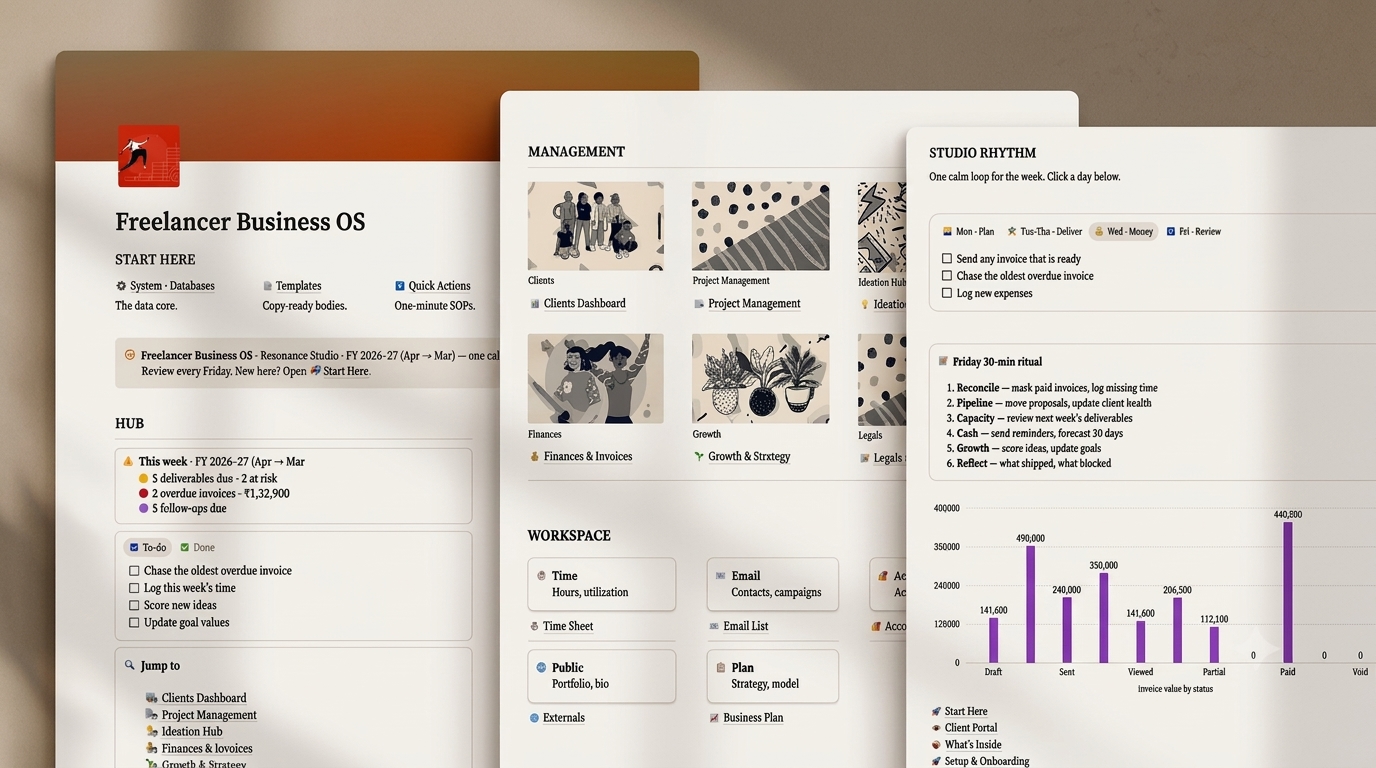 Freelancer Business OS
START HERE
System · Databases
The data core.
Templates
Copy-ready bodies.
Quick Actions
One-minute SOPs.
Freelancer Business OS - Resonance Studio · FY 2026-27 (Apr → Mar) — one cal
Review every Friday. New here? Open Start Here.
HUB
This week · FY 2026-27 (Apr → Mar
5 deliverables dus - 2 at risk
2 overdue invoices - ₹1,32,900
5 follow-ops due
To-do Done
Chase the oldest overdue invoice
Log this week's time
Score new ideas
Update goal values
Jump to
Clients Dashboard
Project Management
Ideation Hub
Finances & Iovoices
Growth & Strateev
MANAGEMENT
Clients
Clients Dashboard
Project Management
Project Management
Ideation Hub
Ideatio
Finances
Finances & Invoices
Growth
Growth & Strxtegy
Legals
Legals
WORKSPACE
Time
Hours, utilization
Time Sheet
Email
Contacts, campaigns
Email List
Ac
Ac
Acco
Public
Portfolio, bio
Externals
Plan
Strategy, model
Business Plan
STUDIO RHYTHM
One calm loop for the week. Click a day below.
Mon - Plan Tus-Tha - Deliver Wed - Money Fri - Review
Send any invoice that is ready
Chase the oldest overdue invoice
Log new expenses
Friday 30-min ritual
1. Reconcile — mask paid invoices, log missing time
2. Pipeline — move proposals, update client health
3. Capacity — review next week's deliverables
4. Cash — send reminders, forecast 30 days
5. Growth — score ideas, update goals
6. Reflect — what shipped, what blocked
400000
350000
240000
128000
0
141,600
490,000
240,000
350,000
141,600
206,500
112,100
0
440,800
0
0
Draft Sent Viewed Partial Paid Void
Invoice value by status
Start Here
Client Portal
What's Inside
Setup & Onboarding